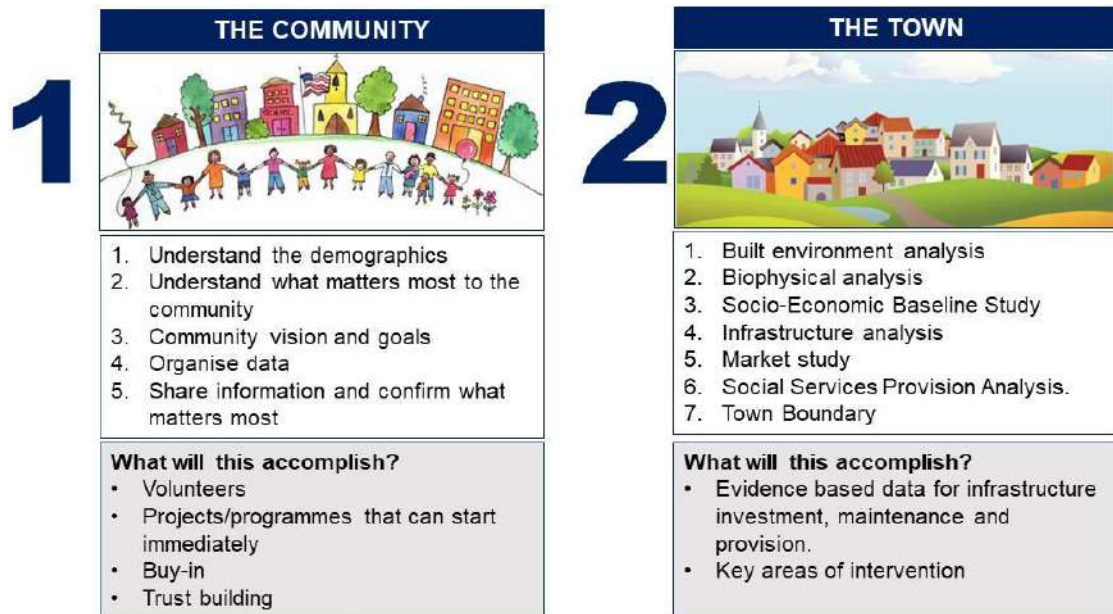 1
THE COMMUNITY
1. Understand the demographics
2. Understand what matters most to the
community
3. Community vision and goals
4. Organise data
5. Share information and confirm what
matters most
What will this accomplish?
• Volunteers
• Projects/programmes that can start
immediately
• Buy-in
• Trust building
2
THE TOWN
1. Built environment analysis
2. Biophysical analysis
3. Socio-Economic Baseline Study
4. Infrastructure analysis
5. Market study
6. Social Services Provision Analysis.
7. Town Boundary
What will this accomplish?
• Evidence based data for infrastructure
investment, maintenance and
provision.
• Key areas of intervention